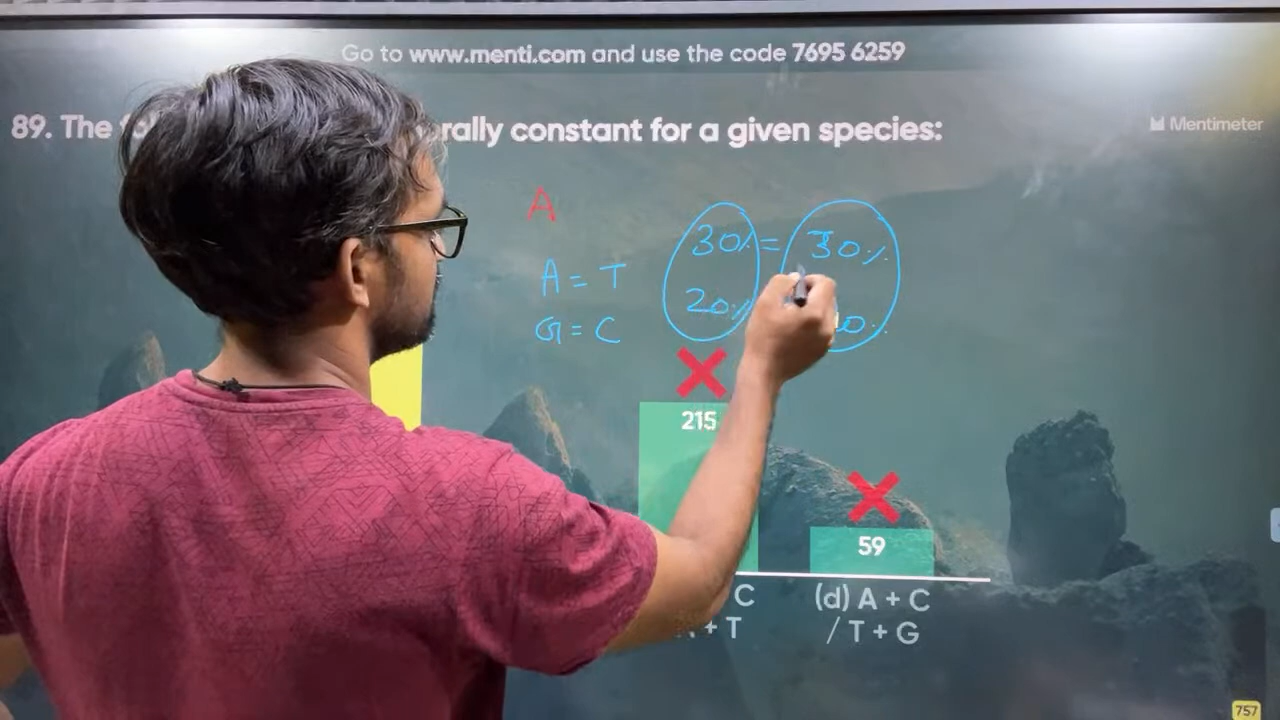 Go to www.menti.com and use the code 7695 6259
89. The rally constant for a given species:
Mentimeter
A
30% = 30%
A = T
20% 0%
G = C
215
59
C (d) A + C
+ T / T + G
757